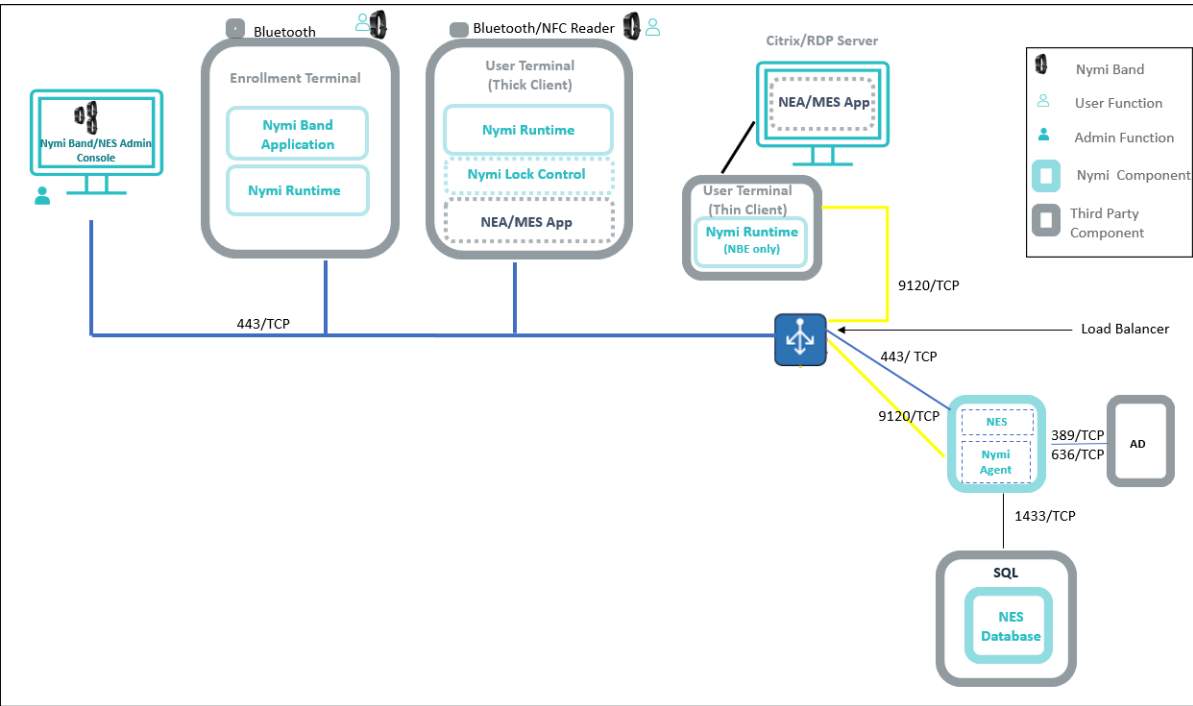 Bluetooth
Enrollment Terminal
Nymi Band
Application
Nymi Runtime
Nymi Band/NES Admin
Console
Bluetooth/NFC Reader
User Terminal
(Thick Client)
Nymi Runtime
Nymi Lock Control
NEA/MES App
Citrix/RDP Server
NEA/MES App
User Terminal
(Thin Client)
Nymi Runtime
(NBE only)
Nymi Band
User Function
Admin Function
Nymi Component
Third Party
Component
9120/TCP
443/TCP
Load Balancer
443/ TCP
9120/TCP
NES
Nymi
Agent
389/TCP
636/TCP
AD
1433/TCP
SQL
NES
Database